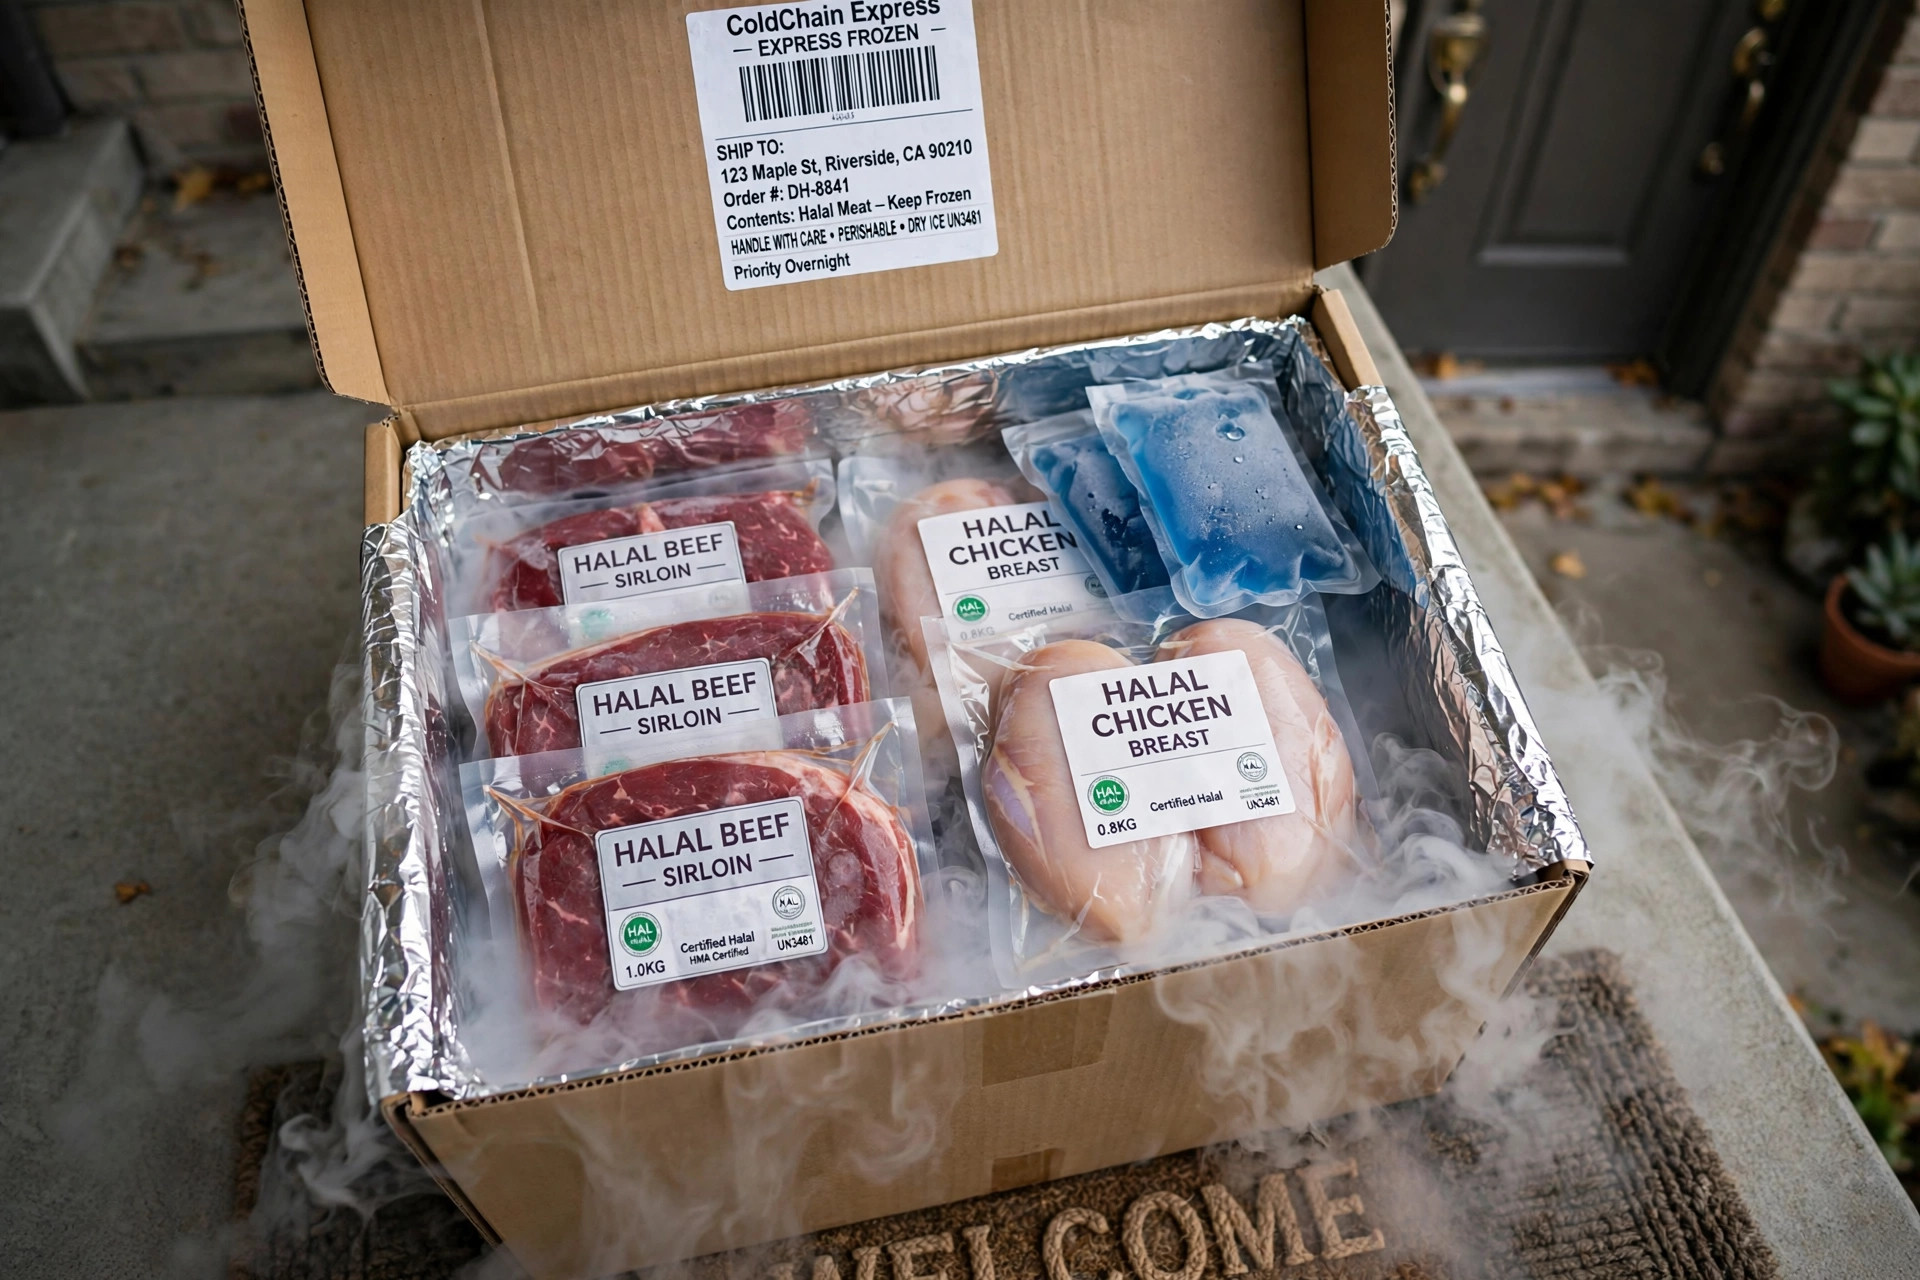 ColdChain Express
— EXPRESS FROZEN —
SHIP TO:
123 Maple St, Riverside, CA 90210
Order #: DH-8841
Contents: Halal Meat – Keep Frozen
HANDLE WITH CARE • PERISHABLE • DRY ICE UN3481
Priority Overnight
HALAL BEEF
— SIRLOIN —
HALAL BEEF
— SIRLOIN —
HALAL BEEF
— SIRLOIN —
HAL
Certified Halal
HMA Certified
UN3481
1.0KG
HALAL
CHICKEN
BREAST
HAL
Certified Halal
0.8KG
HALAL
CHICKEN
BREAST
HAL
Certified Halal
UN3481
0.8KG
WELCOME